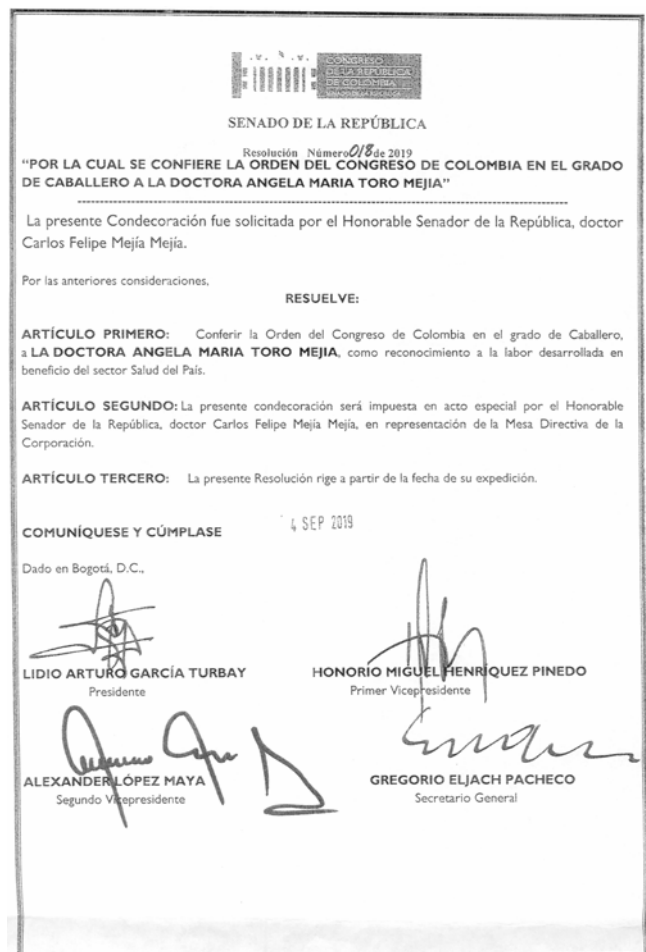 CONGRESO
DE LA REPÚBLICA
DE COLOMBIA
SENADO DE LA REPÚBLICA
Resolución Número 018 de 2019
"POR LA CUAL SE CONFIERE LA ORDEN DEL CONGRESO DE COLOMBIA EN EL GRADO
DE CABALLERO A LA DOCTORA ANGELA MARIA TORO MEJIA"
La presente Condecoración fue solicitada por el Honorable Senador de la República, doctor
Carlos Felipe Mejía Mejía.
Por las anteriores consideraciones,
RESUELVE:
ARTÍCULO PRIMERO: Conferir la Orden del Congreso de Colombia en el grado de Caballero,
a LA DOCTORA ANGELA MARIA TORO MEJIA, como reconocimiento a la labor desarrollada en
beneficio del sector Salud del País.
ARTÍCULO SEGUNDO: La presente condecoración será impuesta en acto especial por el Honorable
Senador de la República, doctor Carlos Felipe Mejía Mejía, en representación de la Mesa Directiva de la
Corporación.
ARTÍCULO TERCERO: La presente Resolución rige a partir de la fecha de su expedición.
4 SEP 2019
COMUNÍQUESE Y CÚMPLASE
Dado en Bogotá, D.C.,
LIDIO ARTURO GARCÍA TURBAY HONORIO MIGUEL HENRÍQUEZ PINEDO
Presidente Primer Vicepresidente
ALEXANDER LÓPEZ MAYA GREGORIO ELJACH PACHECO
Segundo Vicepresidente Secretario General